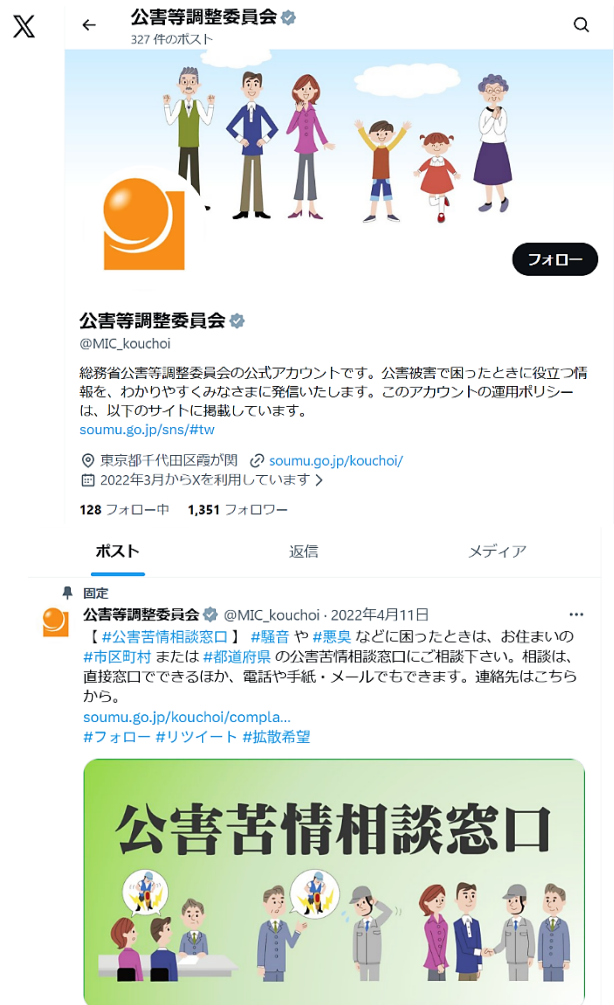 公害等調整委員会
327 件のポスト
フォロー
公害等調整委員会
@MIC_kouchoi
総務省公害等調整委員会の公式アカウントです。公害被害で困ったときに役立つ情
報を、わかりやすくみなさまに発信いたします。このアカウントの運用ポリシー
は、以下のサイトに掲載しています。
soumu.go.jp/sns/#tw
東京都千代田区霞が関 soumu.go.jp/kouchoi/
2022年3月からXを利用しています
128 フォロー中 1,351 フォロワー
ポスト 返信 メディア
固定
公害等調整委員会 @MIC_kouchoi · 2022年4月11日
【 #公害苦情相談窓口 】 #騒音 や #悪臭 などに困ったときは、お住まいの
#市区町村 または #都道府県 の公害苦情相談窓口にご相談下さい。相談は、
直接窓口でできるほか、電話や手紙・メールでもできます。連絡先はこちら
から。
soumu.go.jp/kouchoi/compla...
#フォロー #リツイート #拡散希望
公害苦情相談窓口